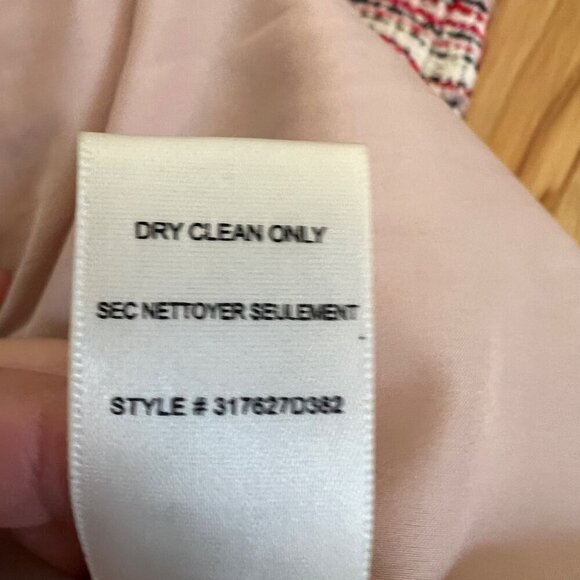 DRY CLEAN ONLY
SEC NETTOYER SEULEMENT
STYLE # 317627D382